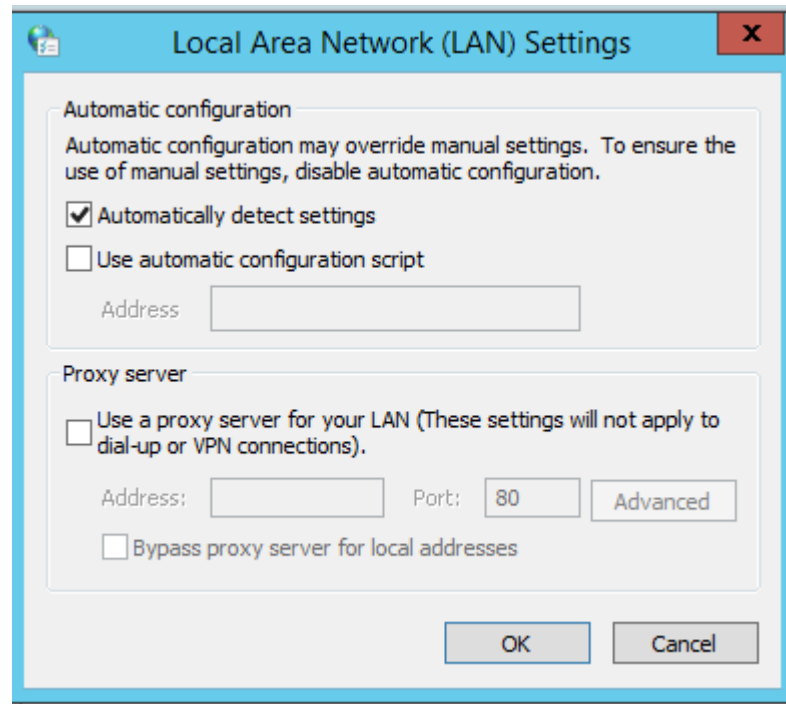 Local Area Network (LAN) Settings
x
Automatic configuration
Automatic configuration may override manual settings.  To ensure the
use of manual settings, disable automatic configuration.
Automatically detect settings
Use automatic configuration script
Address
Proxy server
Use a proxy server for your LAN (These settings will not apply to
dial-up or VPN connections).
Address: Port: 80 Advanced
Bypass proxy server for local addresses
OK Cancel